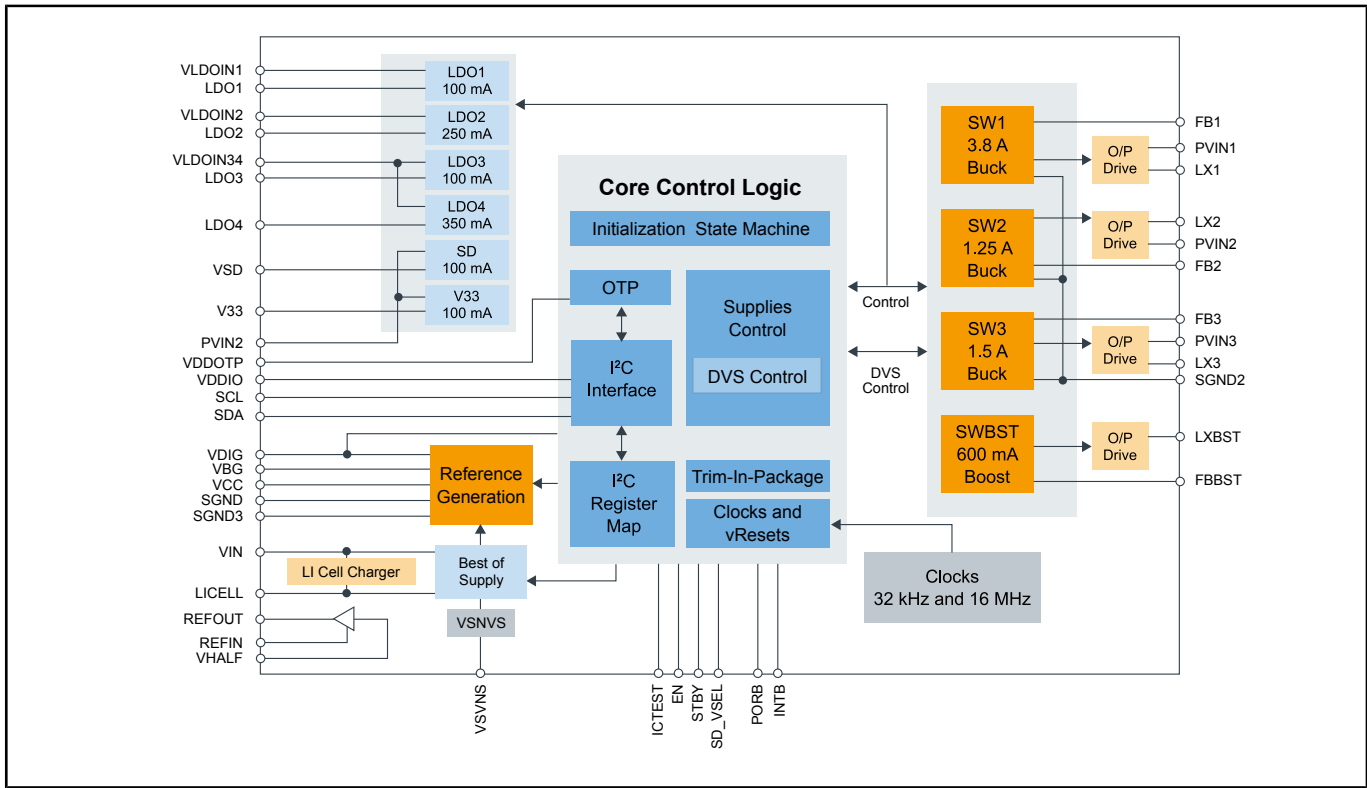 VLDOIN1
LDO1
VLDOIN2
LDO2
VLDOIN34
LDO3
LDO4
VSD
V33
PVIN2
VDDOTP
VDDIO
SCL
SDA
VDIG
VBG
VCC
SGND
SGND3
VIN
LICELL
REFOUT
REFIN
VHALF
LDO1
100 mA
LDO2
250 mA
LDO3
100 mA
LDO4
350 mA
SD
100 mA
V33
100 mA
Reference
Generation
LI Cell Charger
Best of
Supply
VSNVS
Core Control Logic
Initialization State Machine
OTP
I²C
Interface
I²C
Register
Map
Supplies
Control
DVS Control
Trim-In-Package
Clocks and
vResets
Control
DVS
Control
Clocks
32 kHz and 16 MHz
SW1
3.8 A
Buck
SW2
1.25 A
Buck
SW3
1.5 A
Buck
SWBST
600 mA
Boost
O/P
Drive
O/P
Drive
O/P
Drive
O/P
Drive
FB1
PVIN1
LX1
LX2
PVIN2
FB2
FB3
PVIN3
LX3
SGND2
LXBST
FBBST
VSVNS
ICTEST
EN
STBY
SD_VSEL
PORB
INTB